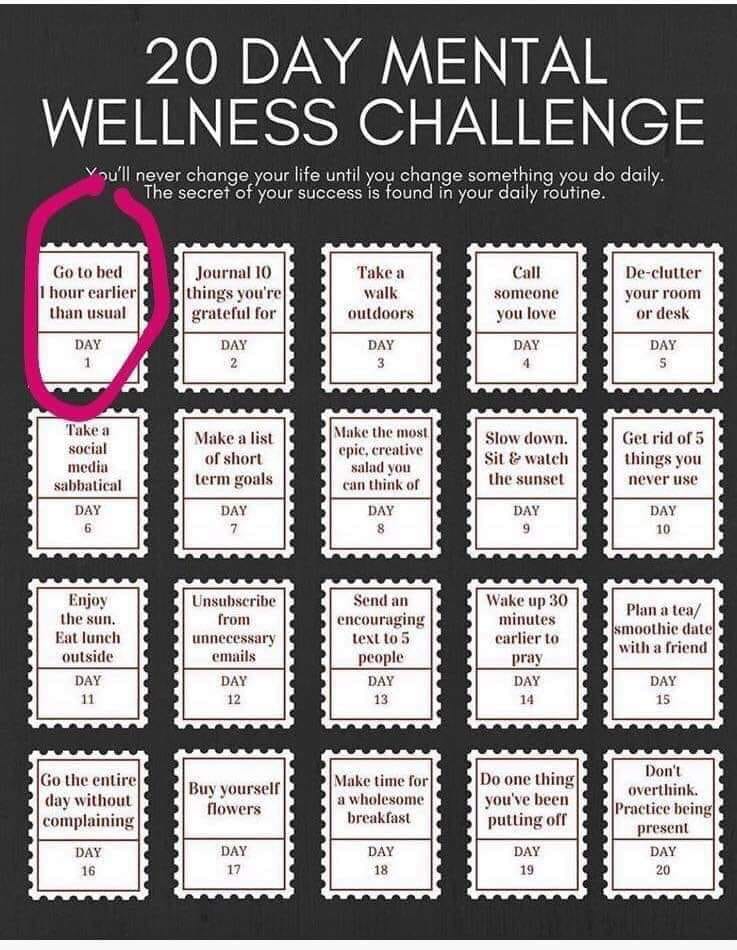 20 DAY MENTAL
WELLNESS CHALLENGE
You'll never change your life until you change something you do daily.
The secret of your success is found in your daily routine.
Go to bed
1 hour earlier
than usual
DAY
1
Journal 10
things you're
grateful for
DAY
2
Take a
walk
outdoors
DAY
3
Call
someone
you love
DAY
4
De-clutter
your room
or desk
DAY
5
Take a
social
media
sabbatical
DAY
6
Make a list
of short
term goals
DAY
7
Make the most
epic, creative
salad you
can think of
DAY
8
Slow down.
Sit & watch
the sunset
DAY
9
Get rid of 5
things you
never use
DAY
10
Enjoy
the sun.
Eat lunch
outside
DAY
11
Unsubscribe
from
unnecessary
emails
DAY
12
Send an
encouraging
text to 5
people
DAY
13
Wake up 30
minutes
earlier to
pray
DAY
14
Plan a tea/
smoothie date
with a friend
DAY
15
Go the entire
day without
complaining
DAY
16
Buy yourself
flowers
DAY
17
Make time for
a wholesome
breakfast
DAY
18
Do one thing
you've been
putting off
DAY
19
Don't
overthink.
Practice being
present
DAY
20